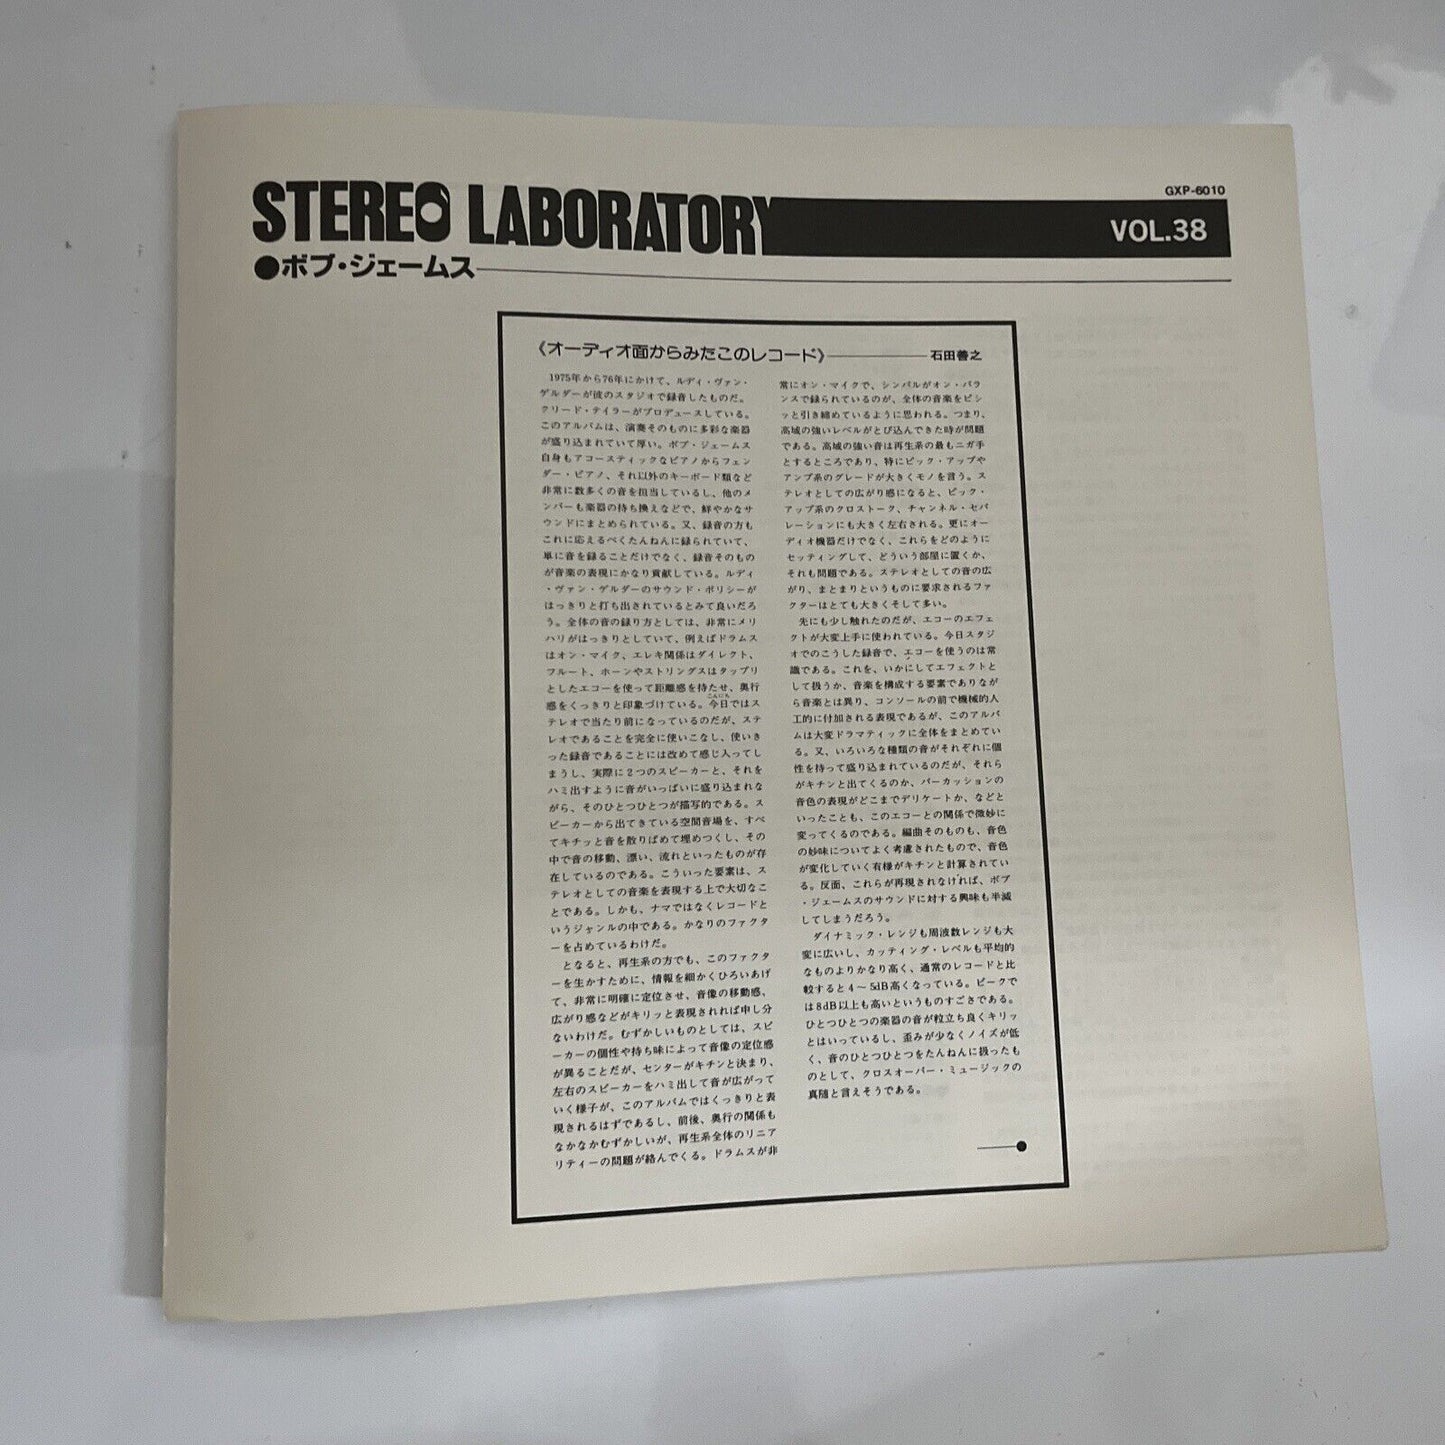 GXP-6010
STEREO LABORATORY
VOL.38
●ボブ・ジェームス
《オーディオ面からみたこのレコード》
石田善之
1975年から76年にかけて、ルディ・ヴァン・
ゲルダーが彼のスタジオで録音したものだ。
クリード・テイラーがプロデュースしている。
このアルバムは、演奏そのものに多彩な楽器
が盛り込まれていて厚い。ボブ・ジェームス
自身もアコースティックなピアノからフェン
ダー・ピアノ、それ以外のキーボード類など
非常に数多くの音を担当しているし、他のメ
ンバーも楽器の持ち換えなどで、鮮やかなサ
ウンドにまとめられている。又、録音の方も
これに応えるべくたんねんに録られていて、
単に音を録ることだけでなく、録音そのもの
が音楽の表現にかなり貢献している。ルディ
・ヴァン・ゲルダーのサウンド・ポリシーが
はっきりと打ち出されているとみて良いだろ
う。全体の音の録り方としては、非常にメリ
ハリがはっきりとしていて、例えばドラムス
はオン・マイク、エレキ関係はダイレクト、
フルート、ホーンやストリングスはタップリ
としたエコーを使って距離感を持たせ、奥行
感をくっきりと印象づけている。今日ではス
こんにち
テレオで当たり前になっているのだが、ステ
レオであることを完全に使いこなし、使いき
った録音であることには改めて感じ入ってし
まうし、実際に2つのスピーカーと、それを
ハミ出すように音がいっぱいに盛り込まれな
がら、そのひとつひとつが描写的である。ス
ピーカーから出てきている空間音場を、すべ
てキチッと音を散りばめて埋めつくし、その
中で音の移動、漂い、流れといったものが存
在しているのである。こういった要素は、ス
テレオとしての音楽を表現する上で大切なこ
とである。しかも、ナマではなくレコードと
いうジャンルの中である。かなりのファクタ
ーを占めているわけだ。
となると、再生系の方でも、このファクタ
ーを生かすために、情報を細かくひろいあげ
て、非常に明確に定位させ、音像の移動感、
広がり感などがキリッと表現されれば申し分
ないわけだ。むずかしいものとしては、スピ
ーカーの個性や持ち味によって音像の定位感
が異ることだが、センターがキチンと決まり、
左右のスピーカーをハミ出して音が広がって
いく様子が、このアルバムではくっきりと表
現されるはずであるし、前後、奥行の関係も
なかなかむずかしいが、再生系全体のリニア
リティーの問題が絡んでくる。ドラムスが非
常にオン・マイクで、シンバルがオン・バラ
ンスで録られているのが、全体の音楽をビシ
ッと引き締めているように思われる。つまり、
高域の強いレベルがとび込んできた時が問題
である。高域の強い音は再生系の最もニガ手
とするところであり、特にピック・アップや
アンプ系のグレードが大きくモノを言う。ス
テレオとしての広がり感になると、ピック・
アップ系のクロストーク、チャンネル・セパ
レーションにも大きく左右される。更にオー
ディオ機器だけでなく、これらをどのように
セッティングして、どういう部屋に置くか、
それも問題である。ステレオとしての音の広
がり、まとまりというものに要求されるファ
クターはとても大きくそして多い。
先にも少し触れたのだが、エコーのエフェ
クトが大変上手に使われている。今日スタジ
オでのこうした録音で、エコーを使うのは常
識である。これを、いかにしてエフェクトと
して扱うか、音楽を構成する要素でありなが
ら音楽とは異り、コンソールの前で機械的人
工的に付加される表現であるが、このアルバ
ムは大変ドラマティックに全体をまとめてい
る。又、いろいろな種類の音がそれぞれに個
性を持って盛り込まれているのだが、それら
がキチンと出てくるのか、パーカッションの
音色の表現がどこまでデリケートか、などと
いったことも、このエコーとの関係で微妙に
変ってくるのである。編曲そのものも、音色
の妙味についてよく考慮されたもので、音色
が変化していく有様がキチンと計算されてい
る。反面、これらが再現されなければ、ボブ
・ジェームスのサウンドに対する興味も半減
してしまうだろう。
ダイナミック・レンジも周波数レンジも大
変に広いし、カッティング・レベルも平均的
なものよりかなり高く、通常のレコードと比
較すると4〜5dB高くなっている。ピークで
は8dB以上も高いというものすごさである。
ひとつひとつの楽器の音が粒立ち良くキリッ
とはいっているし、歪みが少なくノイズが低
く、音のひとつひとつをたんねんに扱ったも
のとして、クロスオーバー・ミュージックの
真随と言えそうである。